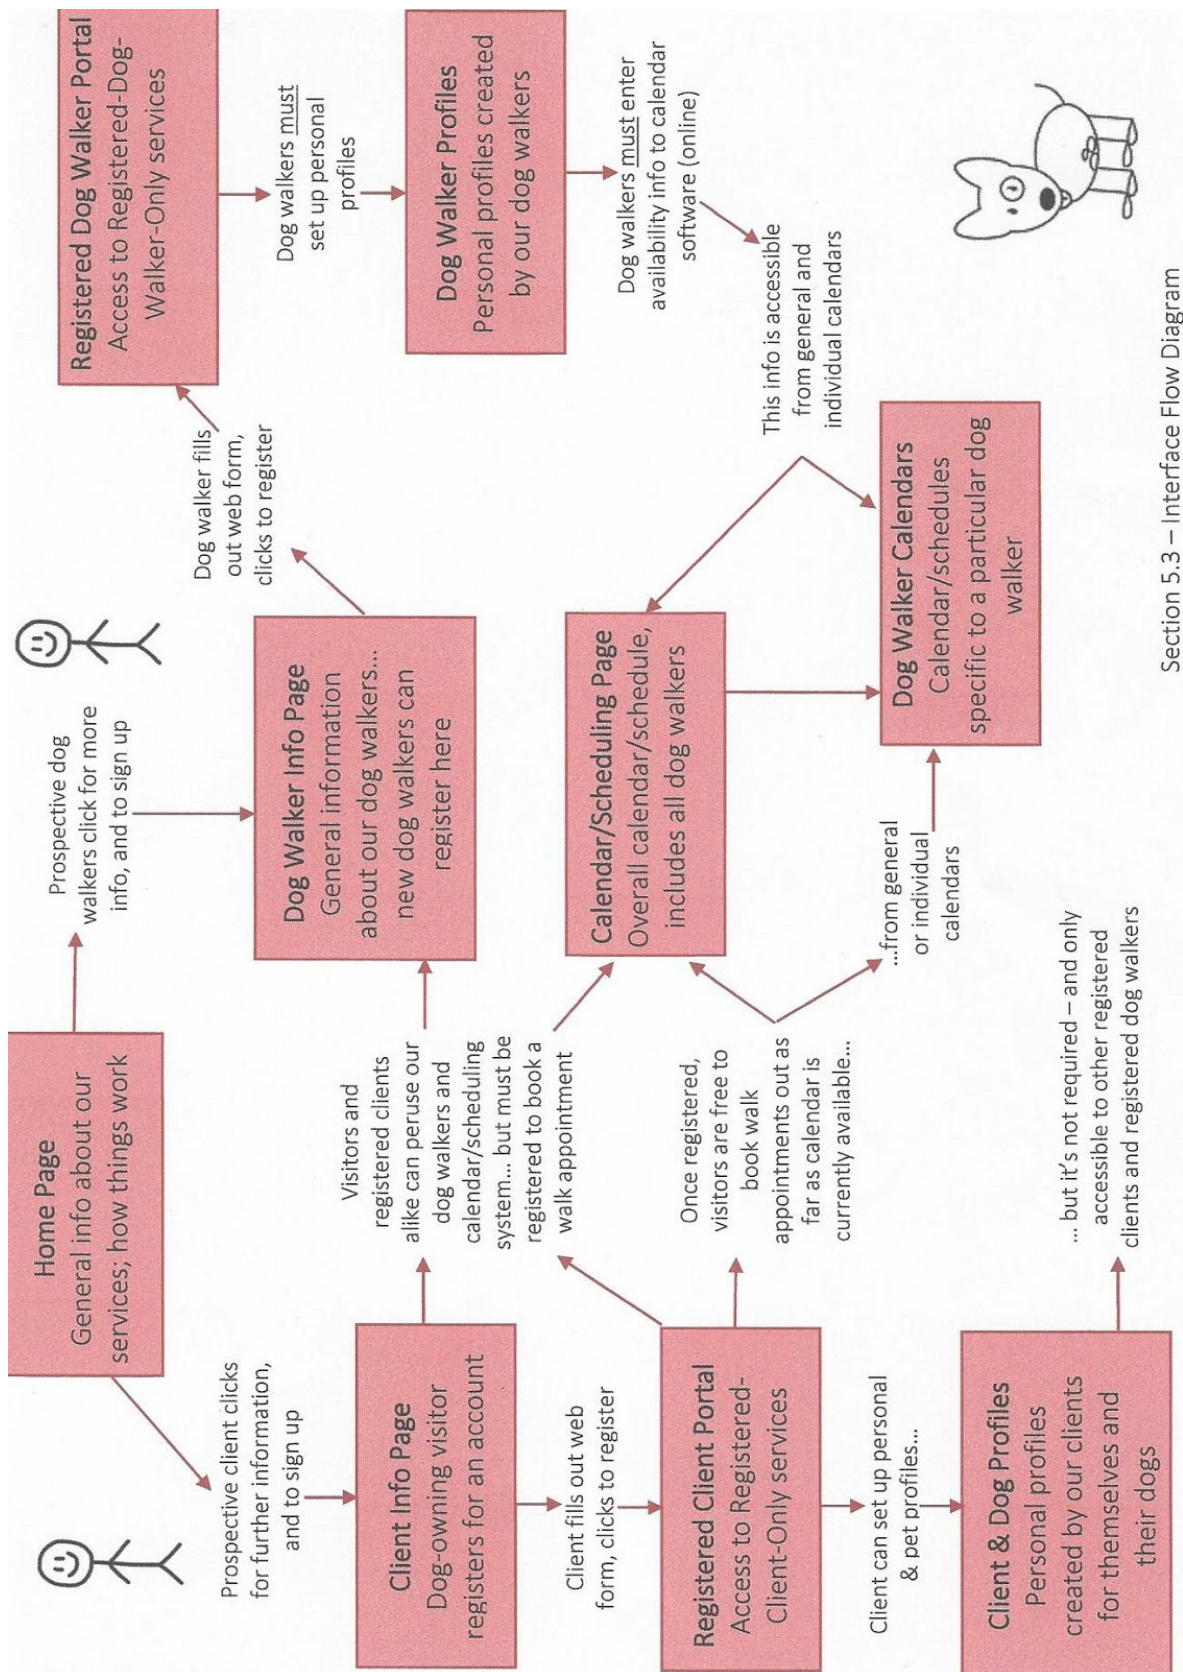 Home Page
General info about our
services; how things work
Prospective client clicks
for further information,
and to sign up
Client Info Page
Dog-owning visitor
registers for an account
Client fills out web
form, clicks to register
Registered Client Portal
Access to Registered-
Client-Only services
Client can set up personal
& pet profiles...
Client & Dog Profiles
Personal profiles
created by our clients
for themselves and
their dogs
... but it's not required – and only
accessible to other registered
clients and registered dog walkers
Visitors and
registered clients
alike can peruse our
dog walkers and
calendar/scheduling
system... but must be
registered to book a
walk appointment
Once registered,
visitors are free to
book walk
appointments out as
far as calendar is
currently available...
...from general
or individual
calendars
Prospective dog
walkers click for more
info, and to sign up
Dog Walker Info Page
General information
about our dog walkers...
new dog walkers can
register here
Calendar/Scheduling Page
Overall calendar/schedule,
includes all dog walkers
Dog Walker Calendars
Calendar/schedules
specific to a particular dog
walker
Dog walker fills
out web form,
clicks to register
Registered Dog Walker Portal
Access to Registered-Dog-
Walker-Only services
Dog walkers must
set up personal
profiles
Dog Walker Profiles
Personal profiles created
by our dog walkers
Dog walkers must enter
availability info to calendar
software (online)
This info is accessible
from general and
individual calendars
Section 5.3 – Interface Flow Diagram